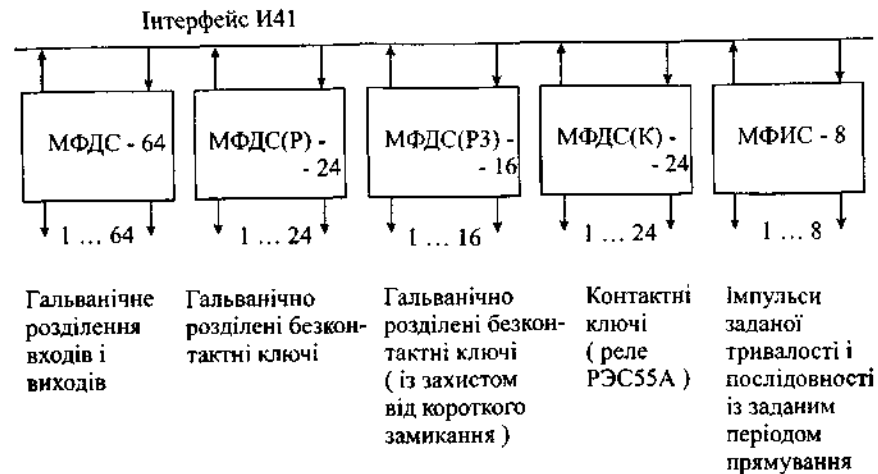 Інтерфейс И41
МФДС - 64
МФДС(Р) -
- 24
МФДС(РЗ) -
- 16
МФДС(К) -
- 24
МФИС - 8
1 ... 64
1 ... 24
1 ... 16
1 ... 24
1 ... 8
Гальванічне
розділення
входів і
виходів
Гальванічно
розділені безкон-
тактні ключі
Гальванічно
розділені безкон-
тактні ключі
( із захистом
від короткого
замикання )
Контактні
ключі
( реле
РЭС55А )
Імпульси
заданої
тривалості і
послідовності
із заданим
періодом
прямування